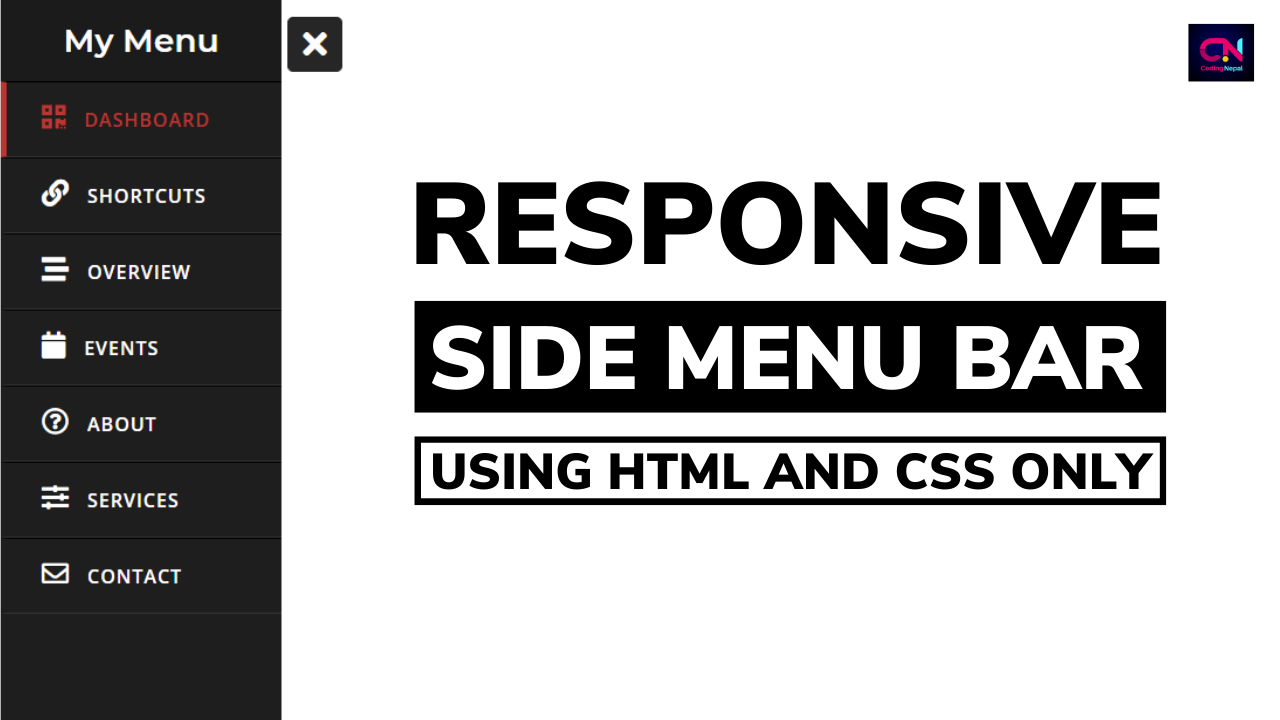 My Menu
DASHBOARD
SHORTCUTS
OVERVIEW
EVENTS
ABOUT
SERVICES
CONTACT
RESPONSIVE
SIDE MENU BAR
USING HTML AND CSS ONLY
CN
CodingNepal